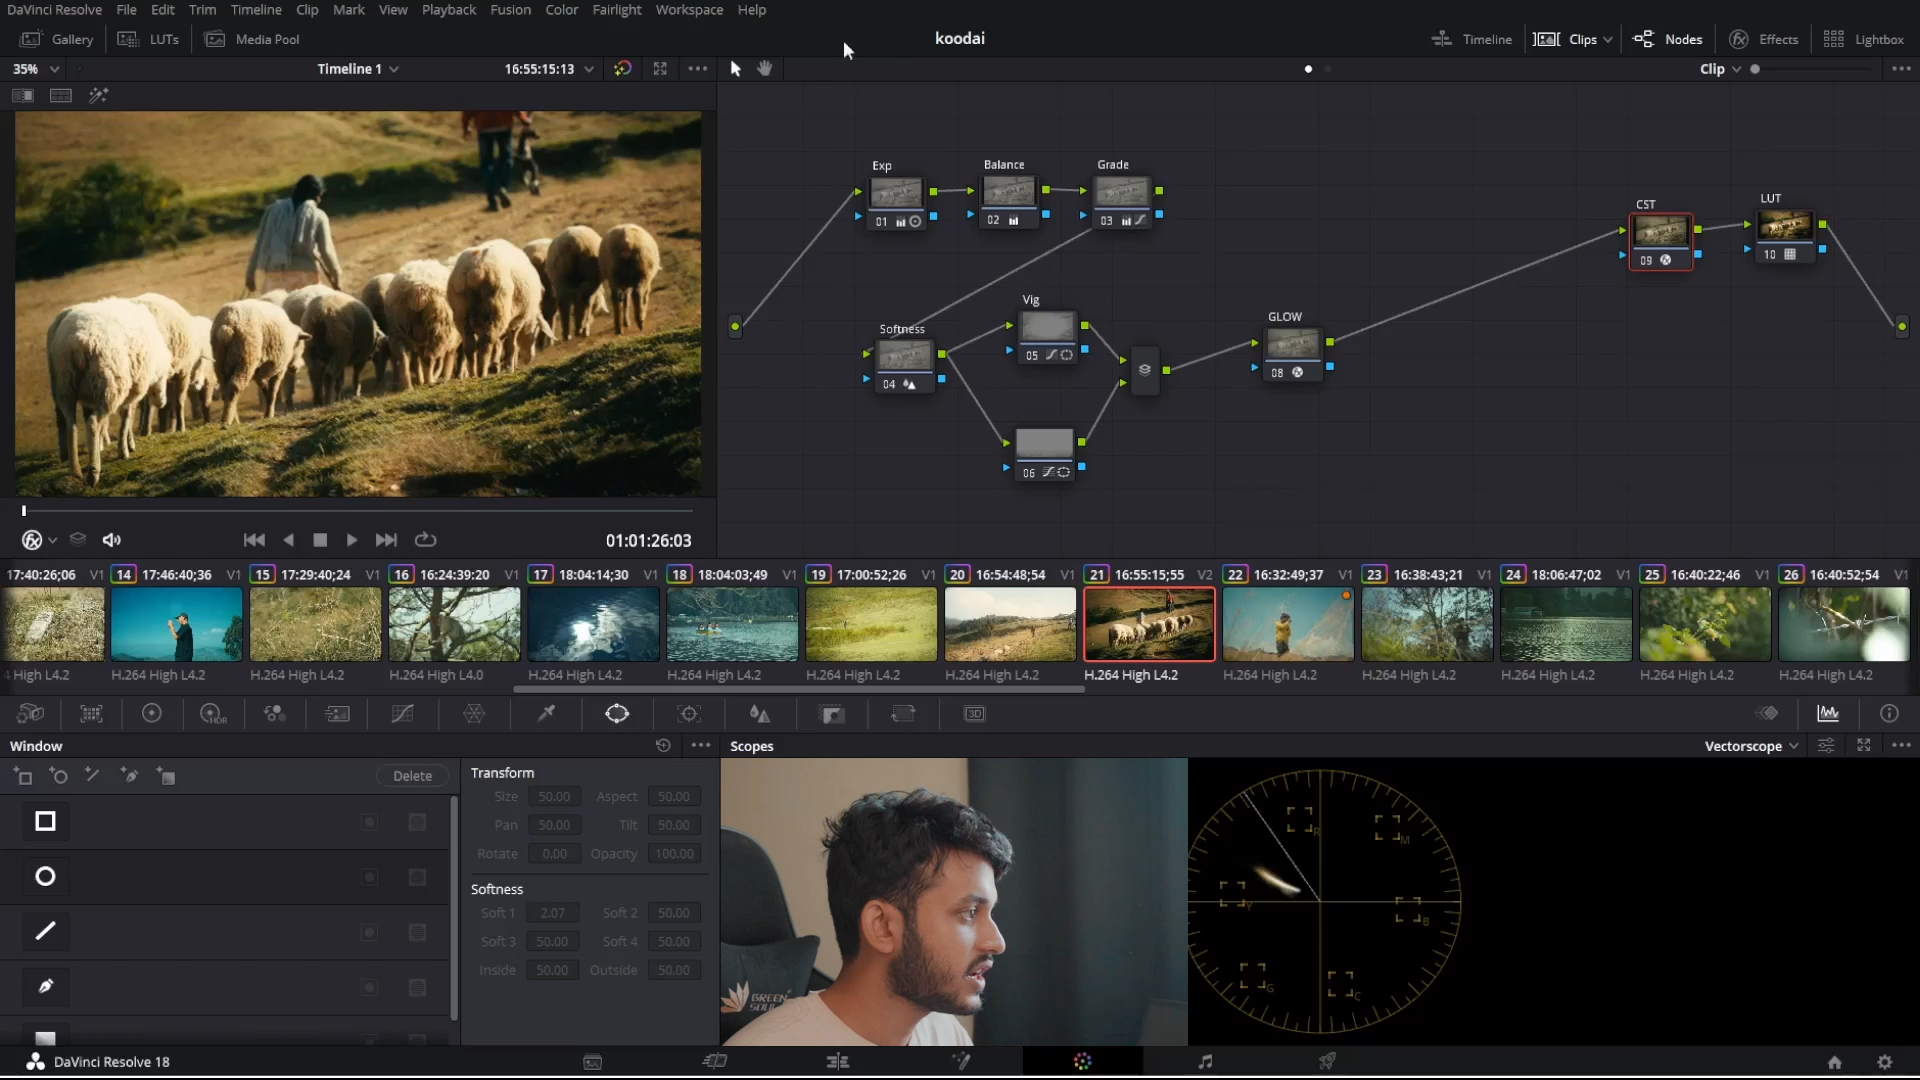 DaVinci Resolve File Edit Trim Timeline Clip Mark View Playback Fusion Color Fairlight Workspace Help
Gallery LUTs Media Pool koodai Timeline Clips Nodes Effects Lightbox
35% Timeline 1 16:55:15:13 Clip
Exp Balance Grade
01 02 03
CST LUT
09 10
Softness Vig GLOW
04 05 08
06
01:01:26:03
17:40:26;06 V1 14 17:46:40;36 V1 15 17:29:40;24 V1 16 16:24:39:20 V1 17 18:04:14;30 V1 18 18:04:03;49 V1 19 17:00:52;26 V1 20 16:54:48;54 V1 21 16:55:15;55 V2 22 16:32:49;37 V1 23 16:38:43;21 V1 24 18:06:47;02 V1 25 16:40:22;46 V1 26 16:40:52;54 V1
4 High L4.2 H.264 High L4.2 H.264 High L4.2 H.264 High L4.0 H.264 High L4.2 H.264 High L4.2 H.264 High L4.2 H.264 High L4.2 H.264 High L4.2 H.264 High L4.2 H.264 High L4.2 H.264 High L4.2 H.264 High L4.2 H.264 High L4.2
HDR 3D
Window Scopes Vectorscope
Delete
Transform
Size 50.00 Aspect 50.00
Pan 50.00 Tilt 50.00
Rotate 0.00 Opacity 100.00
Softness
Soft 1 2.07 Soft 2 50.00
Soft 3 50.00 Soft 4 50.00
Inside 50.00 Outside 50.00
R M
Y B
G C
GREEN
SOUL
DaVinci Resolve 18